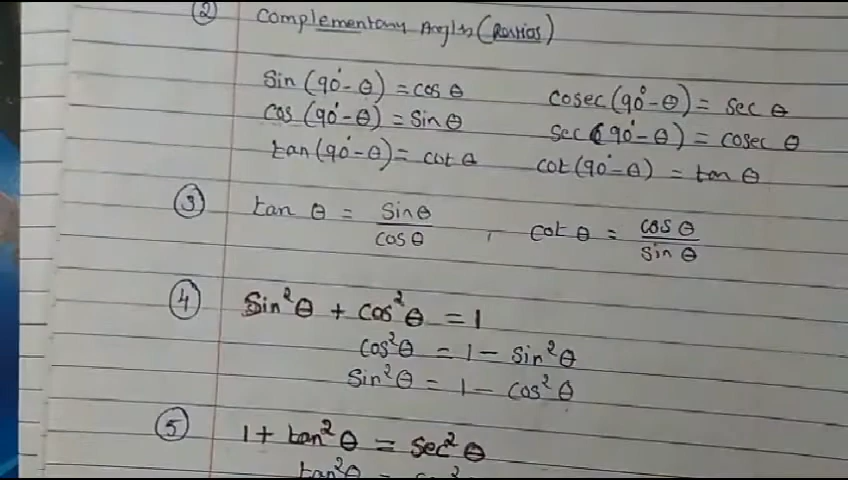 ② Complementary Angles (Ratios)
sin (90° - θ) = cos θ
cosec (90° - θ) = sec θ
cos (90° - θ) = sin θ
sec (90° - θ) = cosec θ
tan (90° - θ) = cot θ
cot (90° - θ) = tan θ
③ tan θ = sin θ / cos θ , cot θ = cos θ / sin θ
④ sin²θ + cos²θ = 1
cos²θ = 1 - sin²θ
sin²θ = 1 - cos²θ
⑤ 1 + tan²θ = sec²θ
tan²θ =